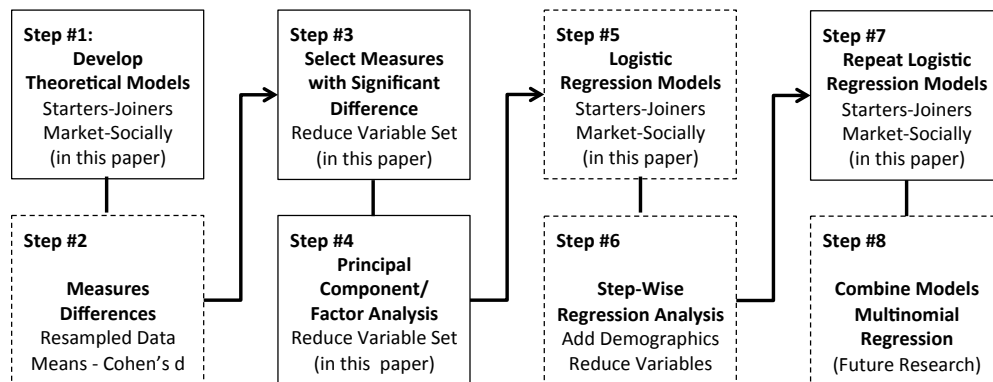 Step #1:
Develop
Theoretical Models
Starters-Joiners
Market-Socially
(in this paper)
Step #2
Measures
Differences
Resampled Data
Means - Cohen's d
Step #3
Select Measures
with Significant
Difference
Reduce Variable Set
(in this paper)
Step #4
Principal
Component/
Factor Analysis
Reduce Variable Set
(in this paper)
Step #5
Logistic
Regression Models
Starters-Joiners
Market-Socially
(in this paper)
Step #6
Step-Wise
Regression Analysis
Add Demographics
Reduce Variables
Step #7
Repeat Logistic
Regression Models
Starters-Joiners
Market-Socially
(in this paper)
Step #8
Combine Models
Multinomial
Regression
(Future Research)